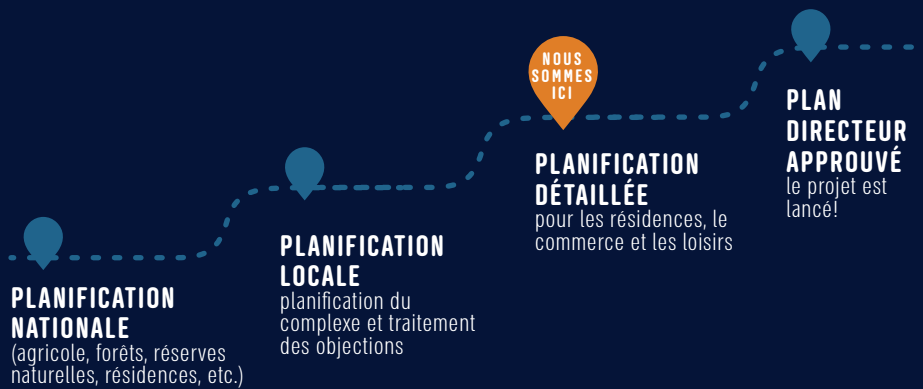 PLANIFICATION
NATIONALE
(agricole, forêts, réserves
naturelles, résidences, etc.)
PLANIFICATION
LOCALE
planification du
complexe et traitement
des objections
NOUS
SOMMES
ICI
PLANIFICATION
DÉTAILLÉE
pour les résidences, le
commerce et les loisirs
PLAN
DIRECTEUR
APPROUVÉ
le projet est
lancé!